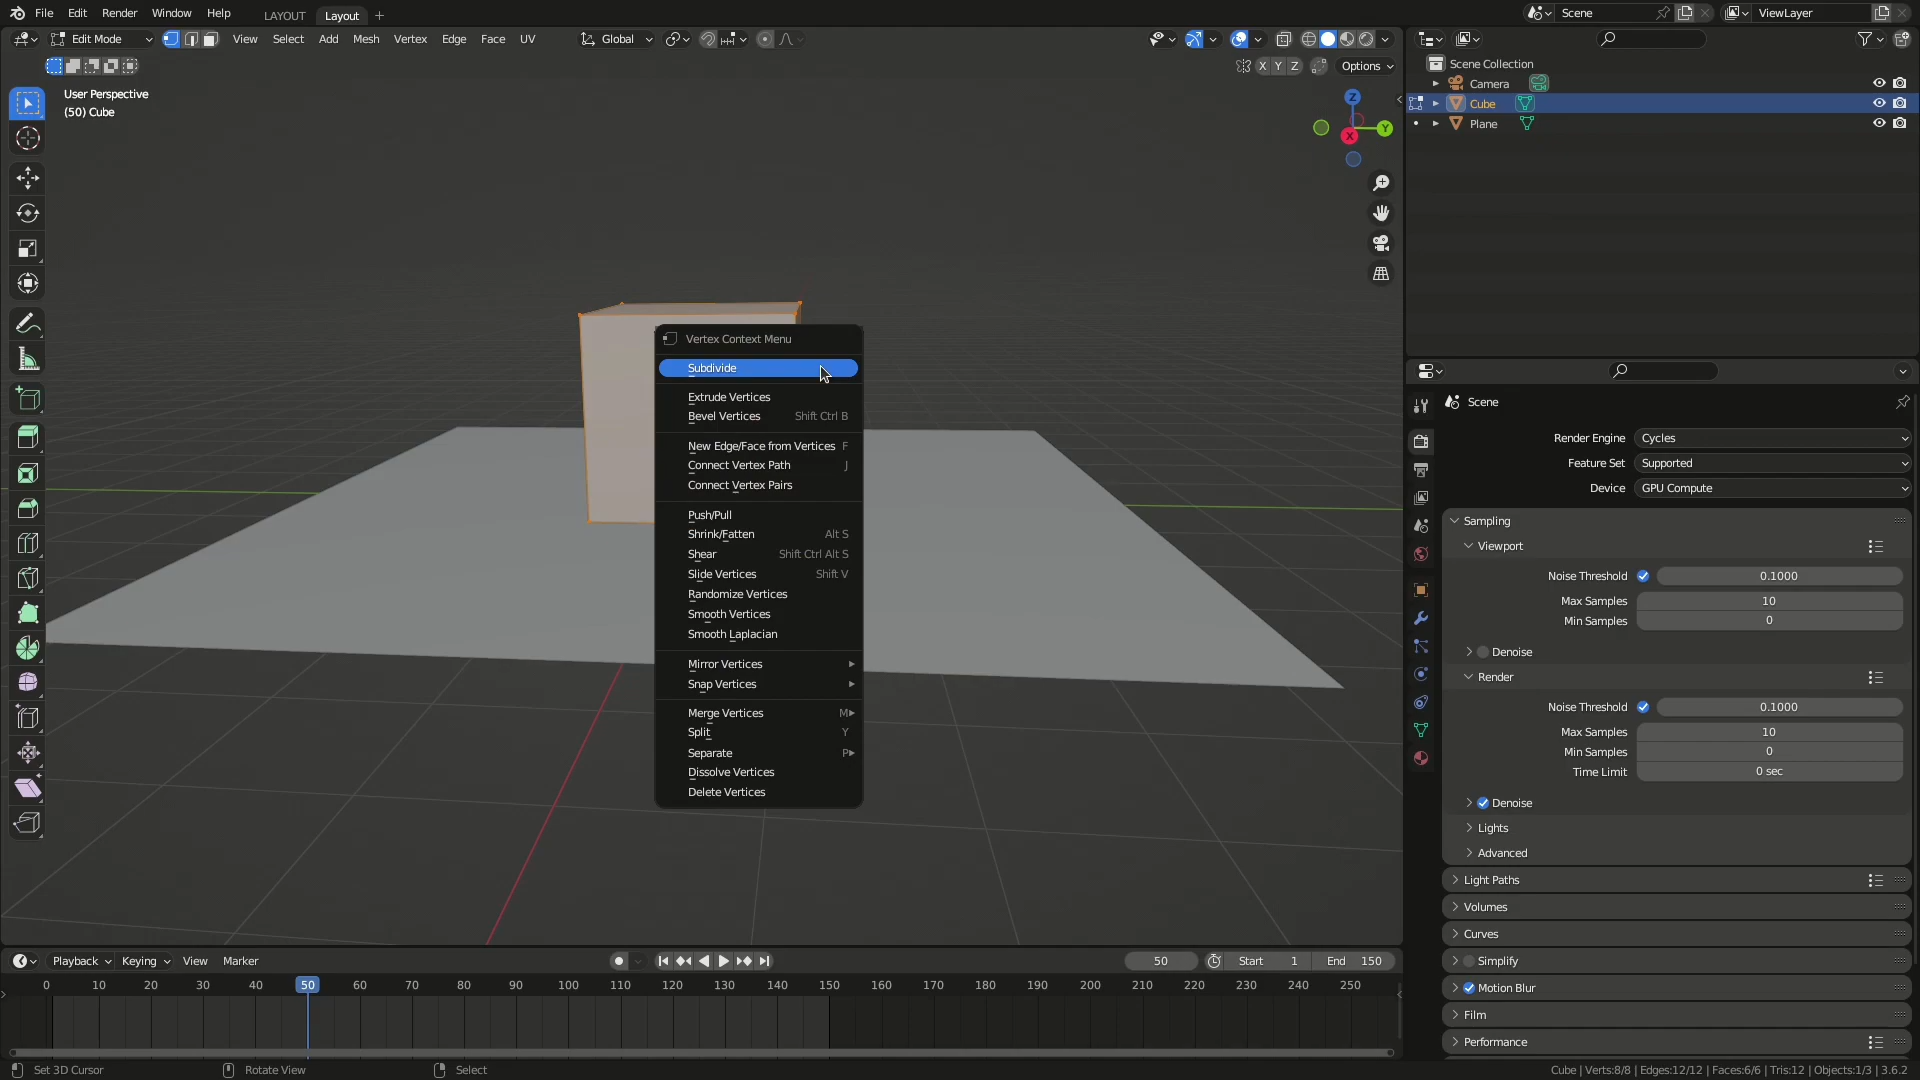 File Edit Render Window Help LAYOUT Layout + Scene ViewLayer
Edit Mode View Select Add Mesh Vertex Edge Face UV Global
X Y Z Options
User Perspective
(50) Cube
Z
Y
X
Scene Collection
Camera
Cube
Plane
Vertex Context Menu
Subdivide
Extrude Vertices
Bevel Vertices Shift Ctrl B
New Edge/Face from Vertices F
Connect Vertex Path J
Connect Vertex Pairs
Push/Pull
Shrink/Fatten Alt S
Shear Shift Ctrl Alt S
Slide Vertices Shift V
Randomize Vertices
Smooth Vertices
Smooth Laplacian
Mirror Vertices
Snap Vertices
Merge Vertices M
Split Y
Separate P
Dissolve Vertices
Delete Vertices
Scene
Render Engine Cycles
Feature Set Supported
Device GPU Compute
Sampling
Viewport
Noise Threshold 0.1000
Max Samples 10
Min Samples 0
Denoise
Render
Noise Threshold 0.1000
Max Samples 10
Min Samples 0
Time Limit 0 sec
Denoise
Lights
Advanced
Light Paths
Volumes
Curves
Simplify
Motion Blur
Film
Performance
Playback Keying View Marker 50 Start 1 End 150
0 10 20 30 40 50 60 70 80 90 100 110 120 130 140 150 160 170 180 190 200 210 220 230 240 250
Set 3D Cursor Rotate View Select Cube | Verts:8/8 | Edges:12/12 | Faces:6/6 | Tris:12 | Objects:1/3 | 3.6.2